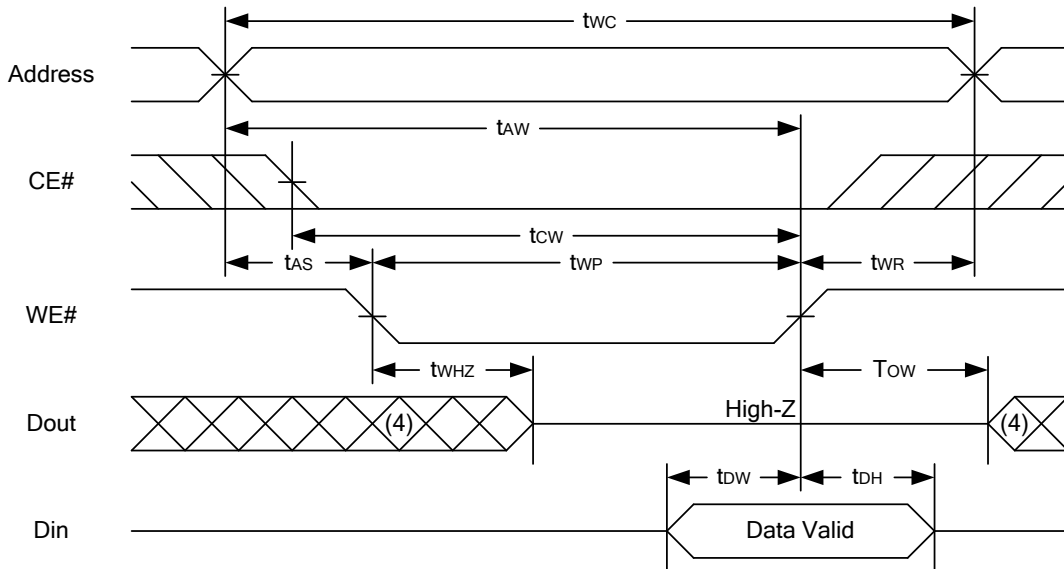 tWC
Address
tAW
CE#
tCW
tAS tWP tWR
WE#
tWHZ TOW
Dout (4) High-Z (4)
tDW tDH
Din Data Valid